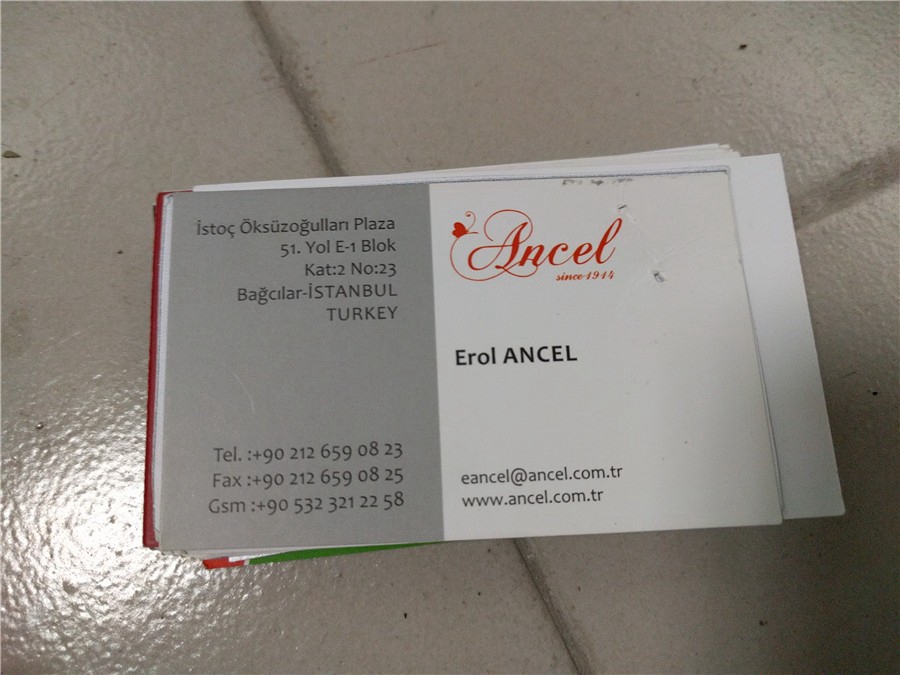 İstoç Öksüzoğulları Plaza
51. Yol E-1 Blok
Kat:2 No:23
Bağcılar-İSTANBUL
TURKEY
Tel. :+90 212 659 08 23
Fax :+90 212 659 08 25
Gsm :+90 532 321 22 58
Ancel
since 1914
Erol ANCEL
eancel@ancel.com.tr
www.ancel.com.tr